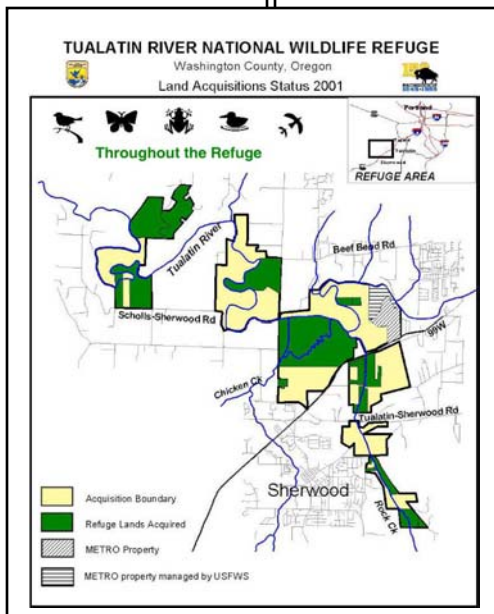 TUALATIN RIVER NATIONAL WILDLIFE REFUGE
Washington County, Oregon
Land Acquisitions Status 2001
Throughout the Refuge
Portland
REFUGE AREA
Tualatin River
Beef Bend Rd
Scholls-Sherwood Rd
99W
Chicken Ck
Tualatin-Sherwood Rd
Sherwood
Rock Ck
Acquisition Boundary
Refuge Lands Acquired
METRO Property
METRO property managed by USFWS